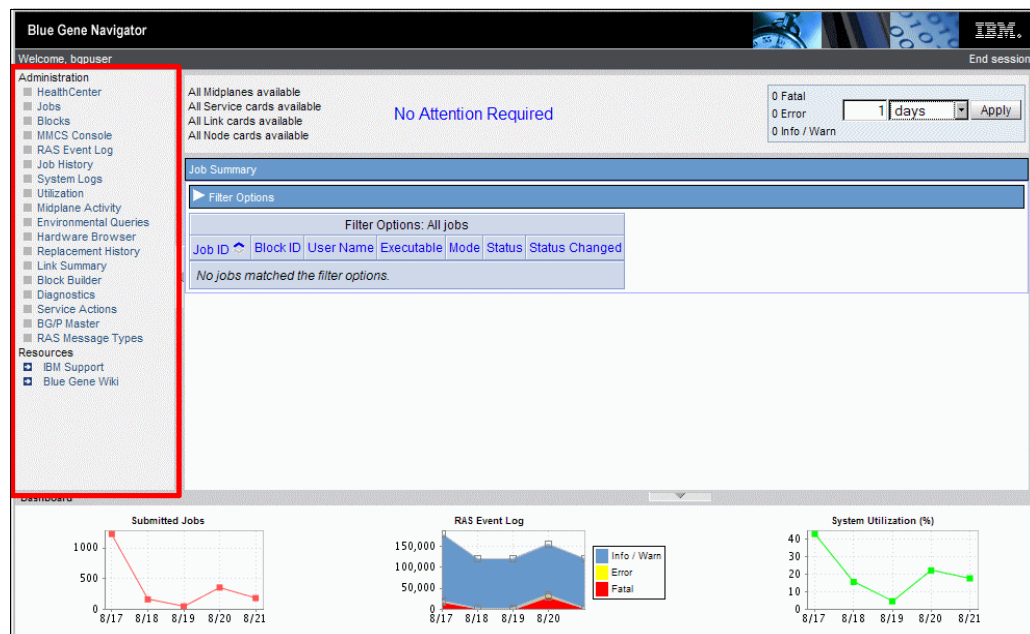 Blue Gene Navigator
IBM.
Welcome, bgpuser
End session
Administration
HealthCenter
Jobs
Blocks
MMCS Console
RAS Event Log
Job History
System Logs
Utilization
Midplane Activity
Environmental Queries
Hardware Browser
Replacement History
Link Summary
Block Builder
Diagnostics
Service Actions
BG/P Master
RAS Message Types
Resources
IBM Support
Blue Gene Wiki
All Midplanes available
All Service cards available
All Link cards available
All Node cards available
No Attention Required
0 Fatal
0 Error
0 Info / Warn
1 days Apply
Job Summary
Filter Options
Filter Options: All jobs
Job ID Block ID User Name Executable Mode Status Status Changed
No jobs matched the filter options.
Dashboard
Submitted Jobs
1000
500
0
8/17 8/18 8/19 8/20 8/21
RAS Event Log
150,000
100,000
50,000
0
8/17 8/18 8/19 8/20
Info / Warn
Error
Fatal
System Utilization (%)
40
30
20
10
0
8/17 8/18 8/19 8/20 8/21